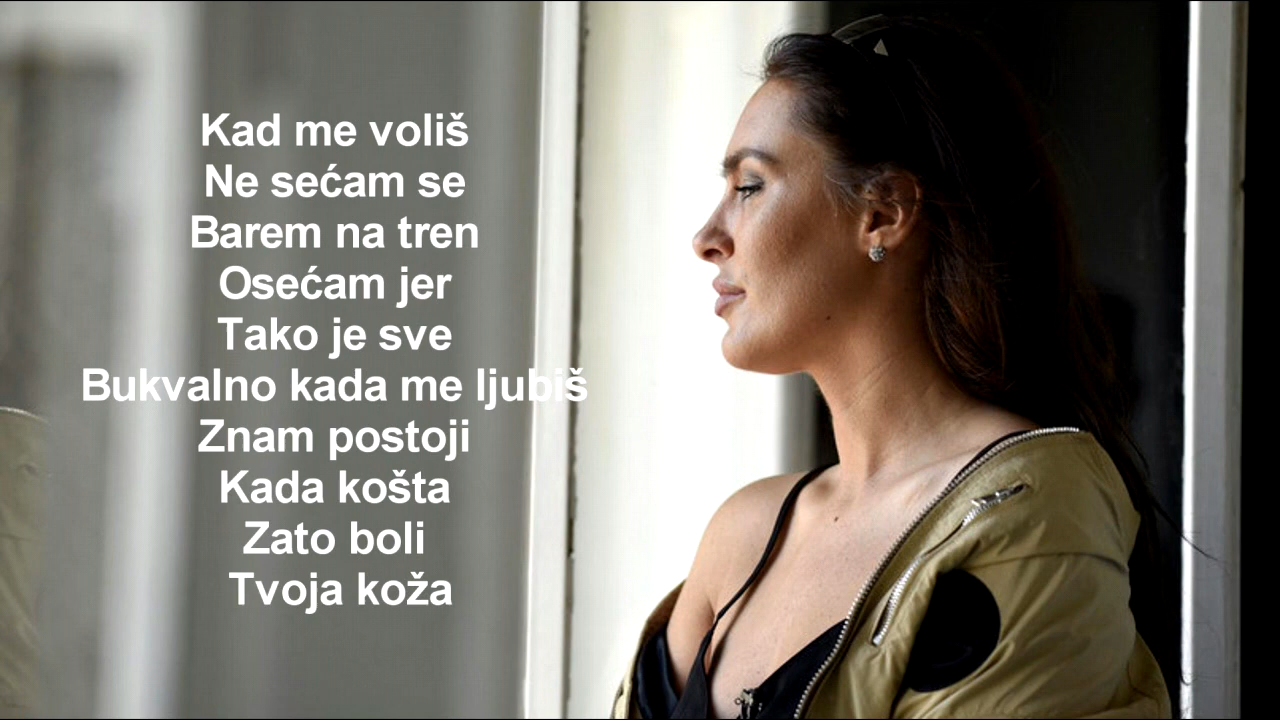 Kad me voliš
Ne sećam se
Barem na tren
Osećam jer
Tako je sve
Bukvalno kada me ljubiš
Znam postoji
Kada košta
Zato boli
Tvoja koža